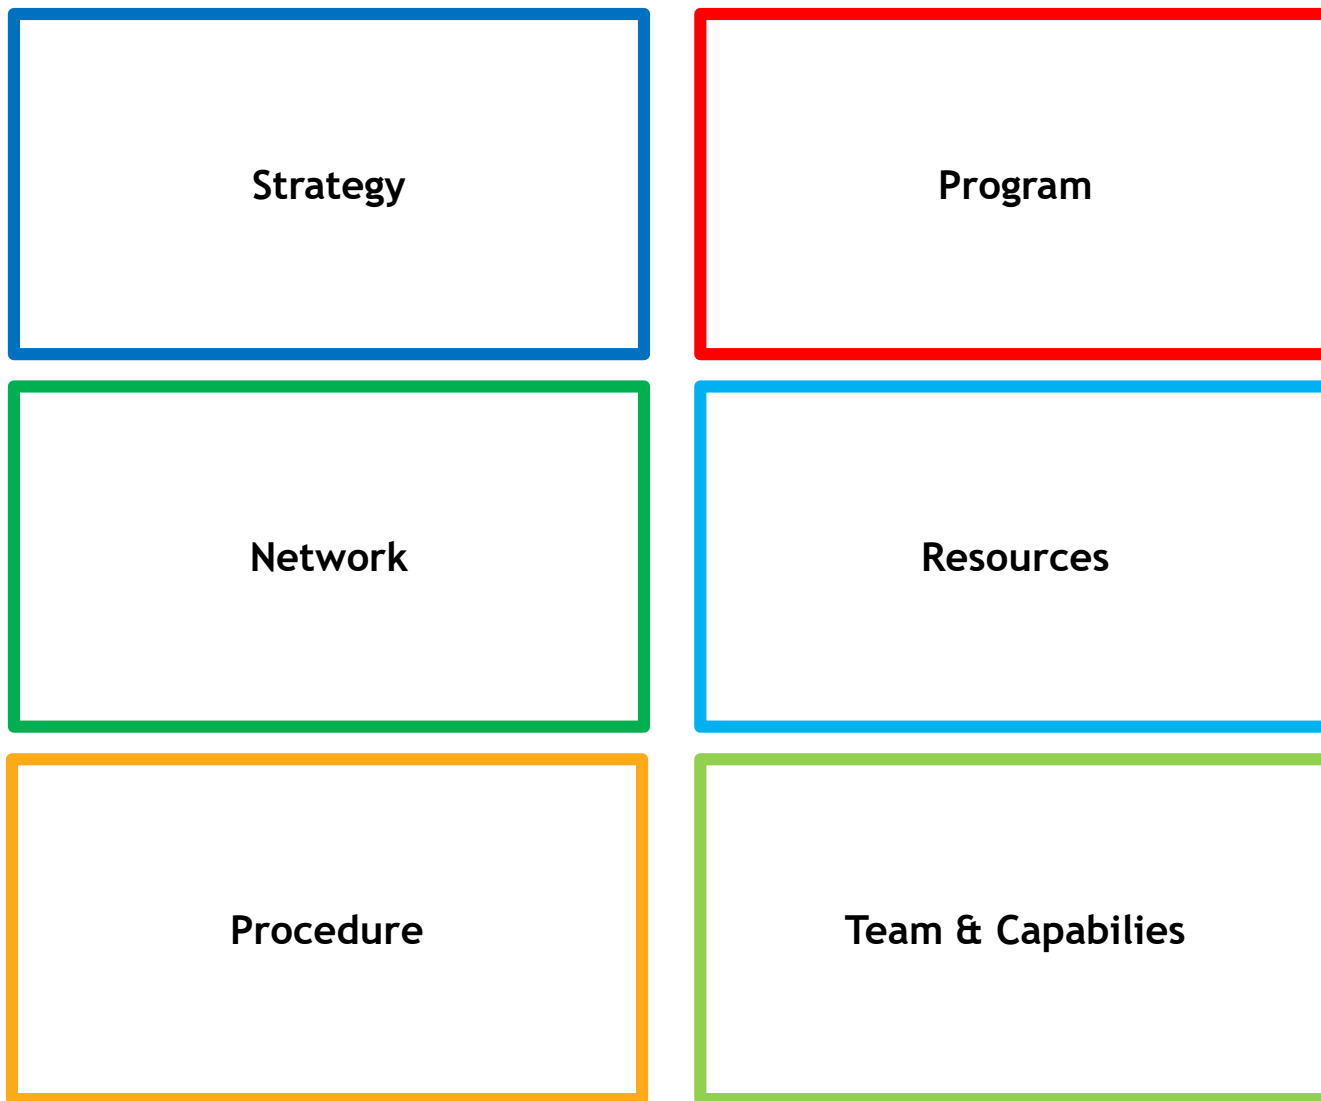 Strategy
Program
Network
Resources
Procedure
Team & Capabilies